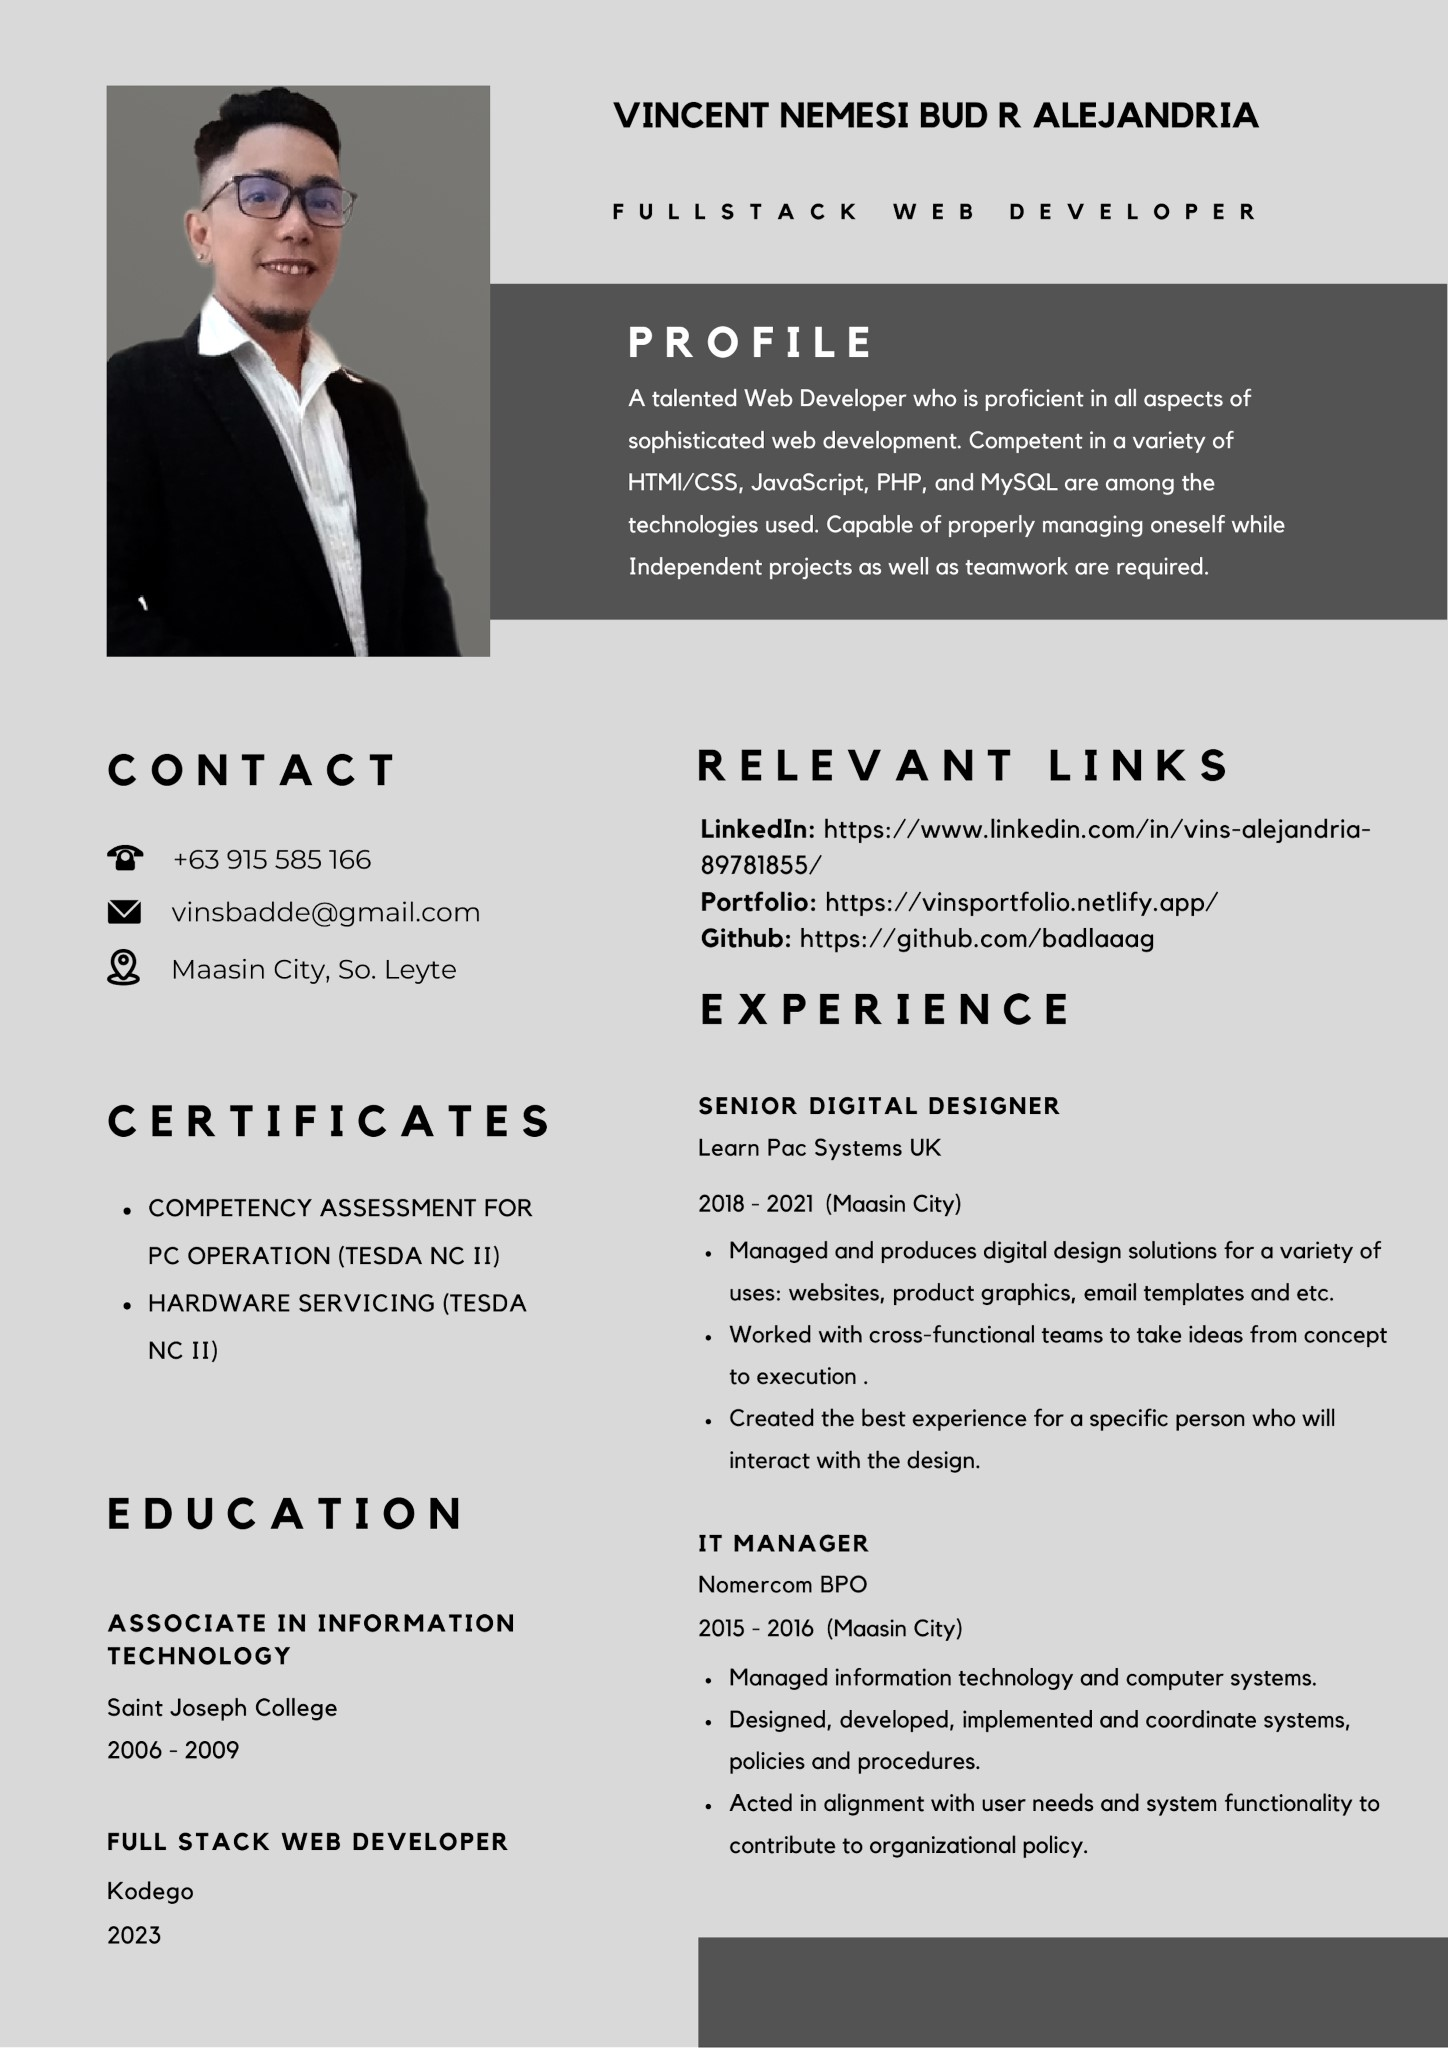 VINCENT NEMESI BUD R ALEJANDRIA
FULLSTACK WEB DEVELOPER
PROFILE
A talented Web Developer who is proficient in all aspects of
sophisticated web development. Competent in a variety of
HTMl/CSS, JavaScript, PHP, and MySQL are among the
technologies used. Capable of properly managing oneself while
Independent projects as well as teamwork are required.
CONTACT
+63 915 585 166
vinsbadde@gmail.com
Maasin City, So. Leyte
CERTIFICATES
• COMPETENCY ASSESSMENT FOR
PC OPERATION (TESDA NC II)
• HARDWARE SERVICING (TESDA
NC II)
EDUCATION
ASSOCIATE IN INFORMATION
TECHNOLOGY
Saint Joseph College
2006 - 2009
FULL STACK WEB DEVELOPER
Kodego
2023
RELEVANT LINKS
LinkedIn: https://www.linkedin.com/in/vins-alejandria-
89781855/
Portfolio: https://vinsportfolio.netlify.app/
Github: https://github.com/badlaaag
EXPERIENCE
SENIOR DIGITAL DESIGNER
Learn Pac Systems UK
2018 - 2021 (Maasin City)
• Managed and produces digital design solutions for a variety of
uses: websites, product graphics, email templates and etc.
• Worked with cross-functional teams to take ideas from concept
to execution .
• Created the best experience for a specific person who will
interact with the design.
IT MANAGER
Nomercom BPO
2015 - 2016 (Maasin City)
• Managed information technology and computer systems.
• Designed, developed, implemented and coordinate systems,
policies and procedures.
• Acted in alignment with user needs and system functionality to
contribute to organizational policy.